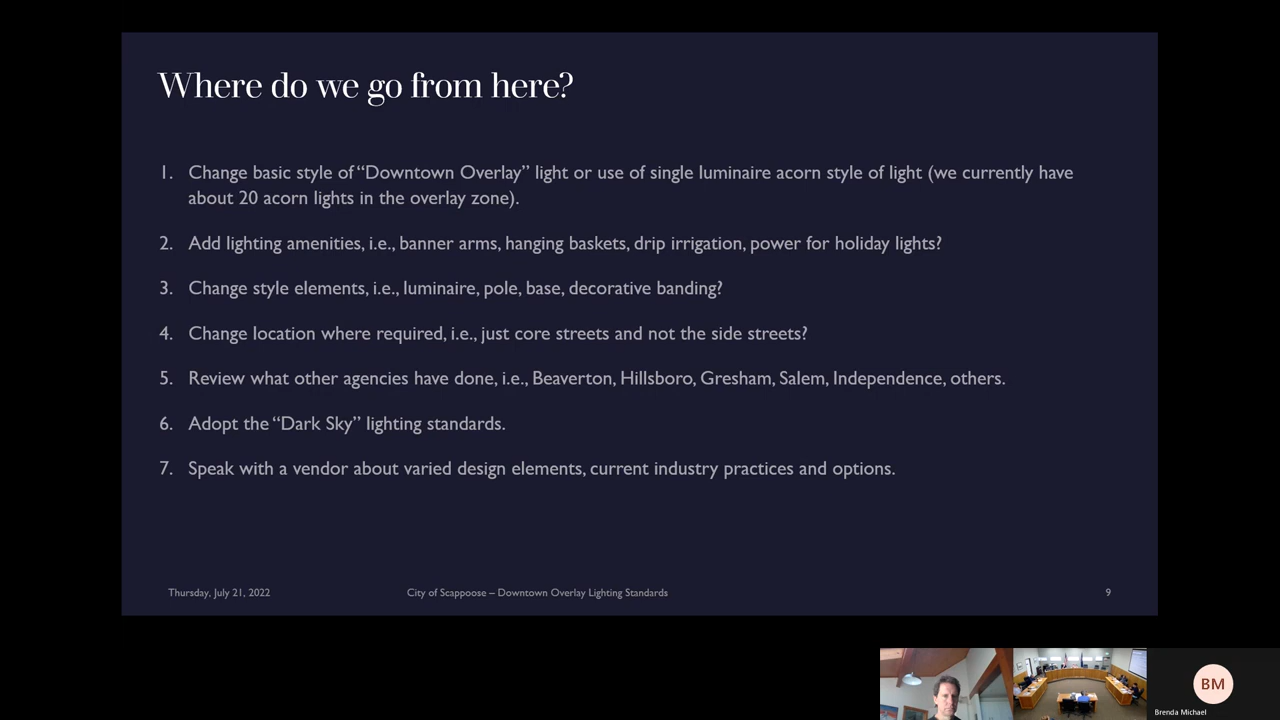 Where do we go from here?
1. Change basic style of “Downtown Overlay” light or use of single luminaire acorn style of light (we currently have
about 20 acorn lights in the overlay zone).
2. Add lighting amenities, i.e., banner arms, hanging baskets, drip irrigation, power for holiday lights?
3. Change style elements, i.e., luminaire, pole, base, decorative banding?
4. Change location where required, i.e., just core streets and not the side streets?
5. Review what other agencies have done, i.e., Beaverton, Hillsboro, Gresham, Salem, Independence, others.
6. Adopt the “Dark Sky” lighting standards.
7. Speak with a vendor about varied design elements, current industry practices and options.
Thursday, July 21, 2022 City of Scappoose – Downtown Overlay Lighting Standards 9
BM
Brenda Michael